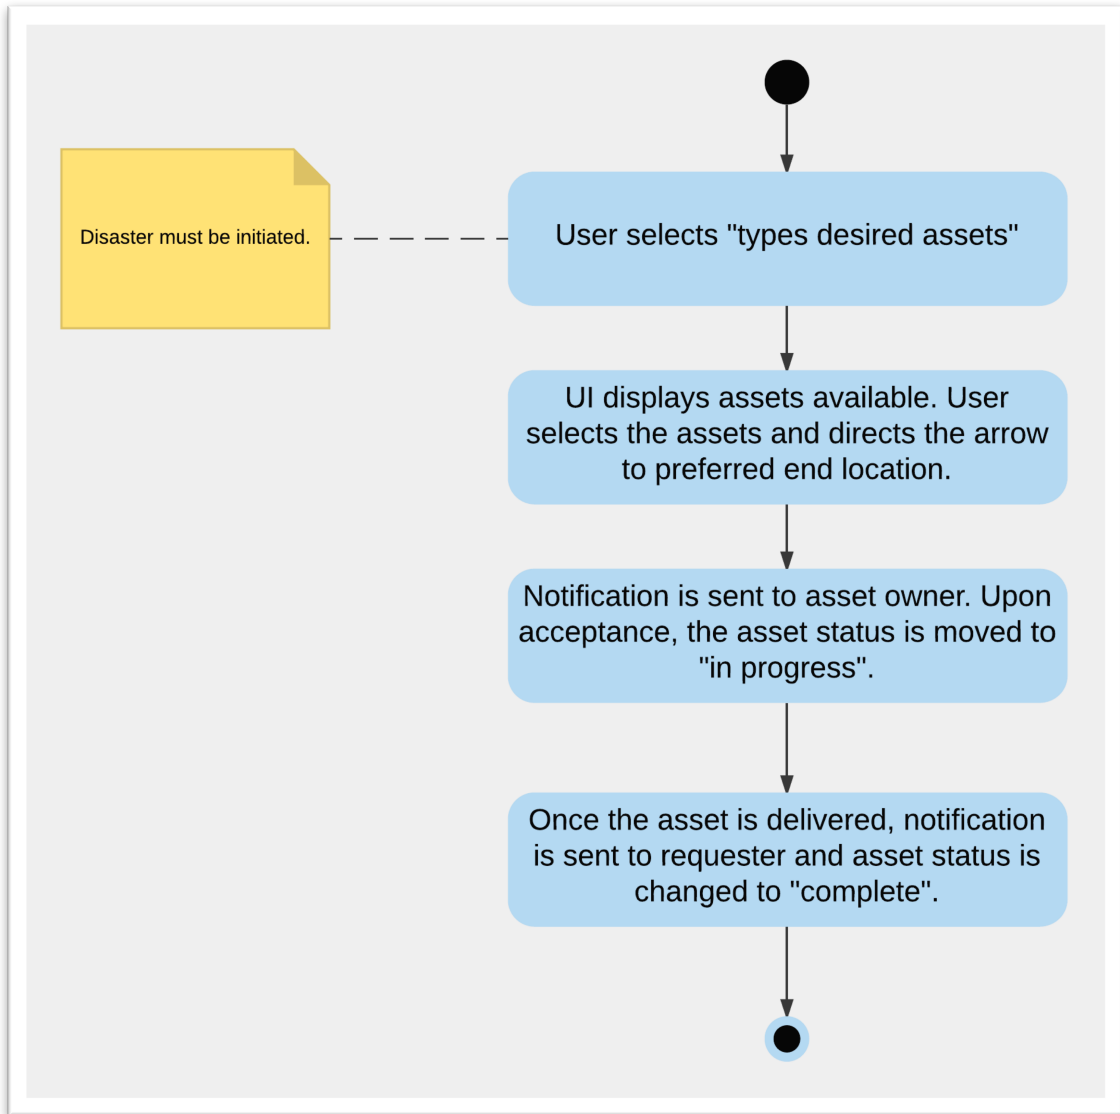 Disaster must be initiated.
User selects "types desired assets"
UI displays assets available. User
selects the assets and directs the arrow
to preferred end location.
Notification is sent to asset owner. Upon
acceptance, the asset status is moved to
"in progress".
Once the asset is delivered, notification
is sent to requester and asset status is
changed to "complete".